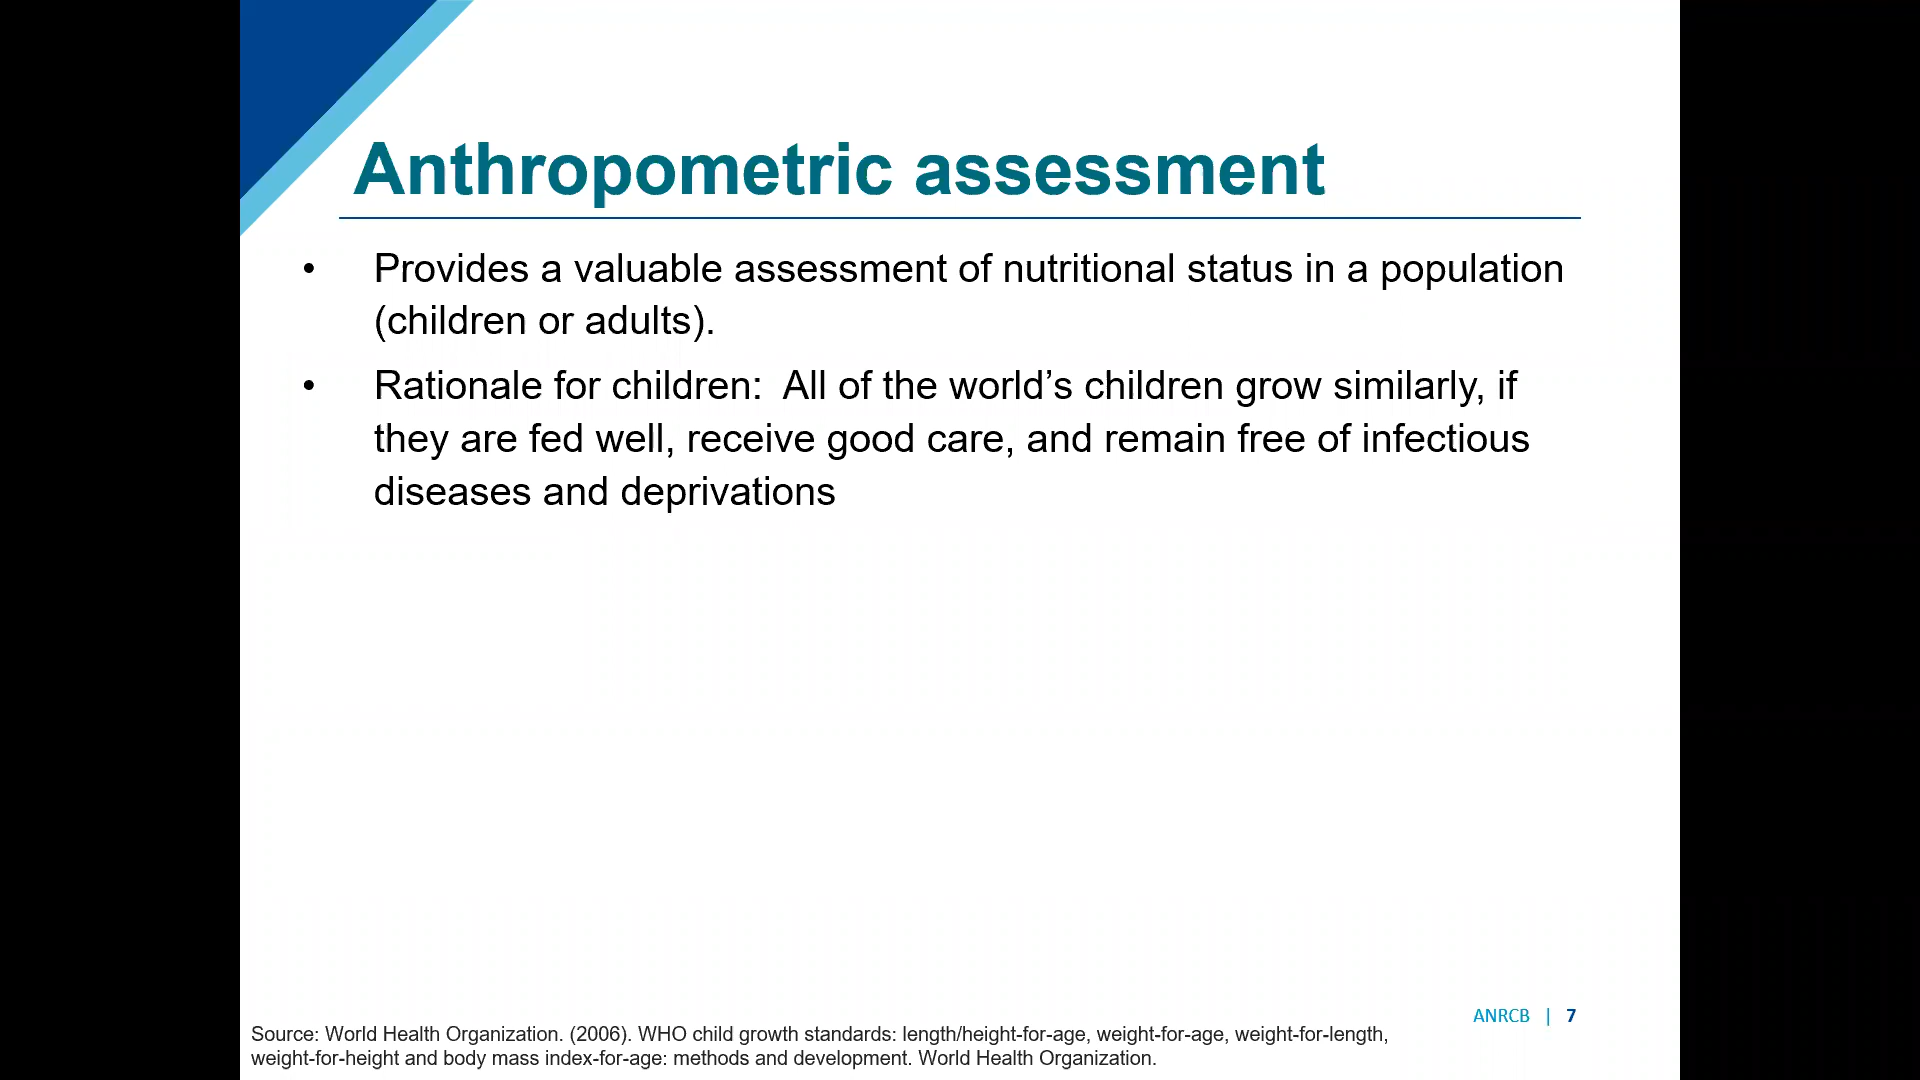 Anthropometric assessment
• Provides a valuable assessment of nutritional status in a population
(children or adults).
• Rationale for children:  All of the world’s children grow similarly, if
they are fed well, receive good care, and remain free of infectious
diseases and deprivations
ANRCB | 7
Source: World Health Organization. (2006). WHO child growth standards: length/height-for-age, weight-for-age, weight-for-length,
weight-for-height and body mass index-for-age: methods and development. World Health Organization.